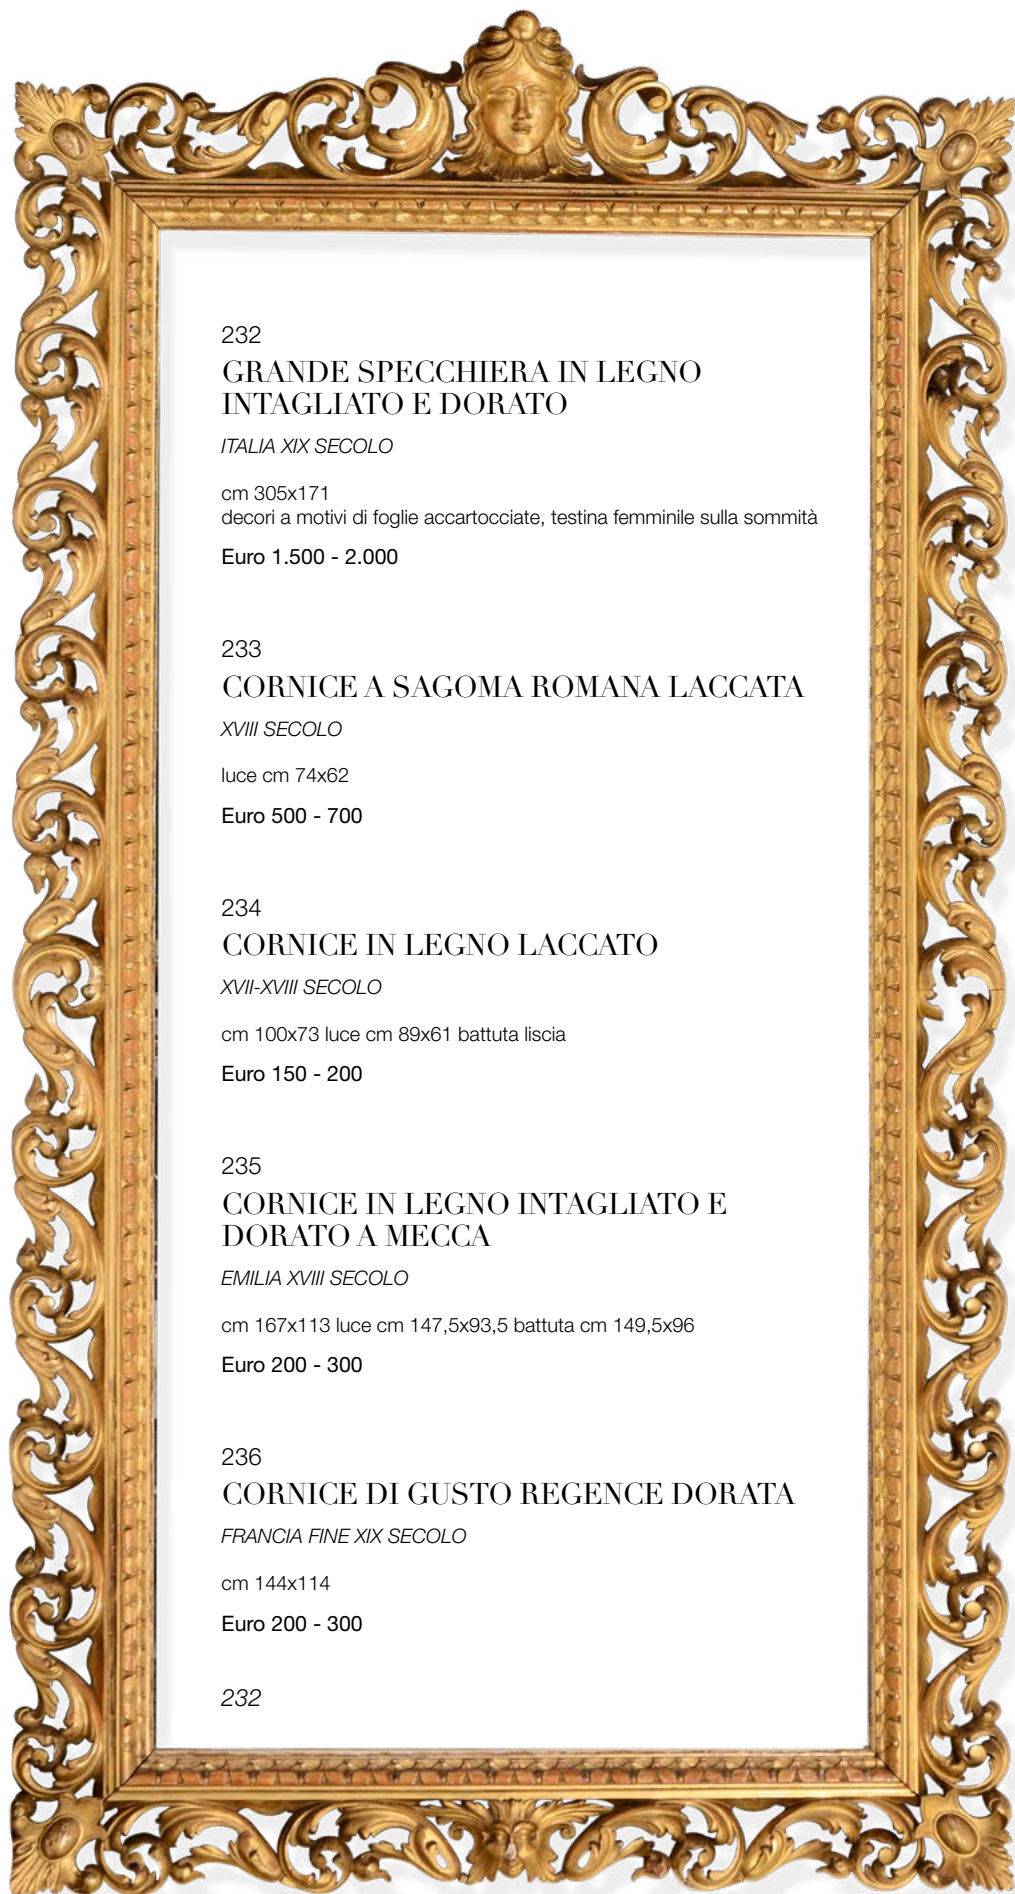 232
GRANDE SPECCHIERA IN LEGNO
INTAGLIATO E DORATO
ITALIA XIX SECOLO
cm 305x171
decori a motivi di foglie accartocciate, testina femminile sulla sommità
Euro 1.500 - 2.000
233
CORNICE A SAGOMA ROMANA LACCATA
XVIII SECOLO
luce cm 74x62
Euro 500 - 700
234
CORNICE IN LEGNO LACCATO
XVII-XVIII SECOLO
cm 100x73 luce cm 89x61 battuta liscia
Euro 150 - 200
235
CORNICE IN LEGNO INTAGLIATO E
DORATO A MECCA
EMILIA XVIII SECOLO
cm 167x113 luce cm 147,5x93,5 battuta cm 149,5x96
Euro 200 - 300
236
CORNICE DI GUSTO REGENCE DORATA
FRANCIA FINE XIX SECOLO
cm 144x114
Euro 200 - 300
232